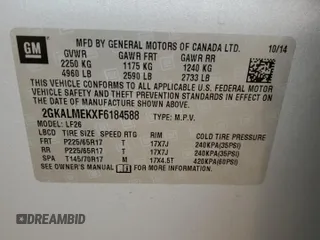 GM
MFD BY GENERAL MOTORS OF CANADA LTD. 10/14
GVWR GAWR FRT GAWR RR
2250 KG 1175 KG 1240 KG
4960 LB 2590 LB 2733 LB
THIS VEHICLE CONFORMS TO ALL APPLICABLE U.S. FEDERAL MOTOR
VEHICLE SAFETY, BUMPER, AND THEFT PREVENTION STANDARDS
IN EFFECT ON THE DATE OF MANUFACTURE SHOWN ABOVE.
2GKALMEKXF6184588 TYPE: M.P.V.
MODEL: LF26
LBCD TIRE SIZE SPEED RTG RIM COLD TIRE PRESSURE
FRT P225/65R17 T 17X7J 240KPA(35PSI)
RR P225/65R17 T 17X7J 240KPA(35PSI)
SPA T145/70R17 M 17X4.5T 420KPA(60PSI)
SEE OWNER'S MANUAL FOR MORE INFORMATION.
DREAMBID